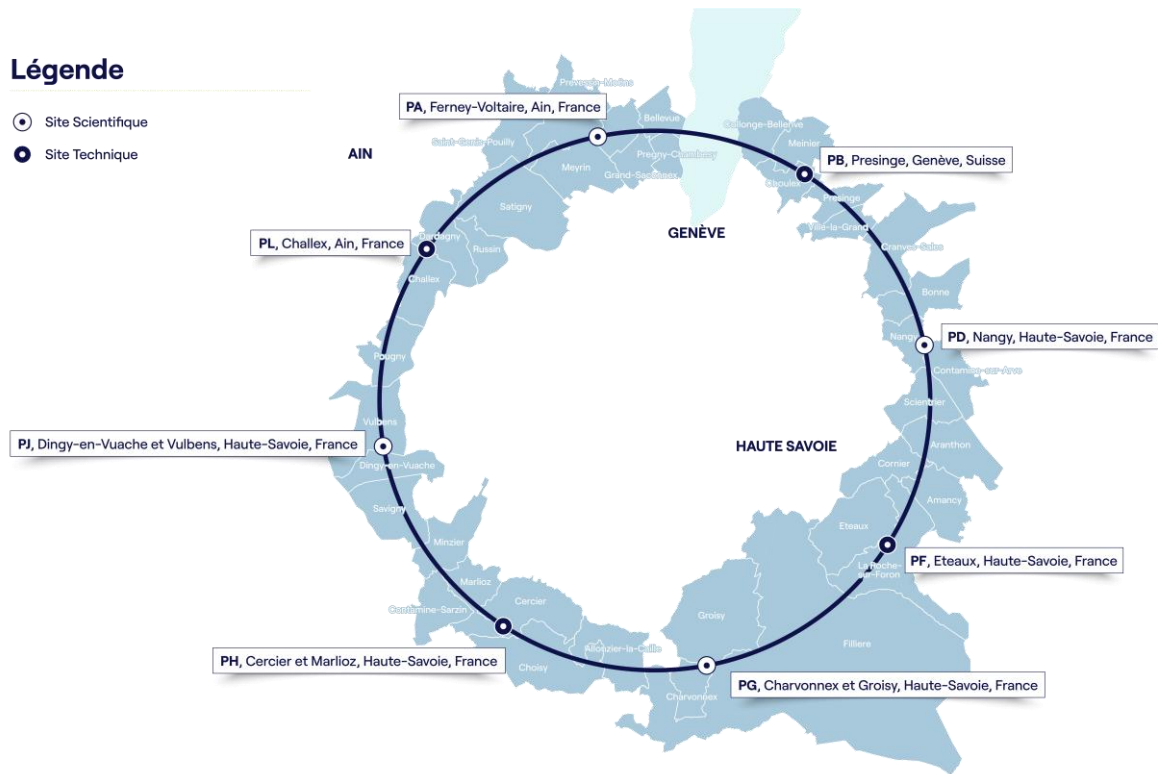 Légende
Site Scientifique
Site Technique
AIN
GENÈVE
HAUTE SAVOIE
PA, Ferney-Voltaire, Ain, France
PB, Presinge, Genève, Suisse
PL, Challex, Ain, France
PD, Nangy, Haute-Savoie, France
PJ, Dingy-en-Vuache et Vulbens, Haute-Savoie, France
PF, Eteaux, Haute-Savoie, France
PH, Cercier et Marlioz, Haute-Savoie, France
PG, Charvonnex et Groisy, Haute-Savoie, France
Prévessin-Moëns
Bellevue
Saint-Genis-Pouilly
Meyrin
Pregny-Chambésy
Grand-Saconnex
Collonge-Bellerive
Meinier
Choulex
Presinge
Ville-la-Grand
Cranves-Sales
Satigny
Dardagny
Russin
Challex
Bonne
Nangy
Contamine-sur-Arve
Pougny
Scientrier
Vulbens
Arenthon
Dingy-en-Vuache
Cornier
Savigny
Amancy
Eteaux
Minzier
La Roche-
sur-Foron
Marlioz
Cercier
Contamine-Sarzin
Groisy
Filliere
Allonzier-la-Caille
Choisy
Charvonnex